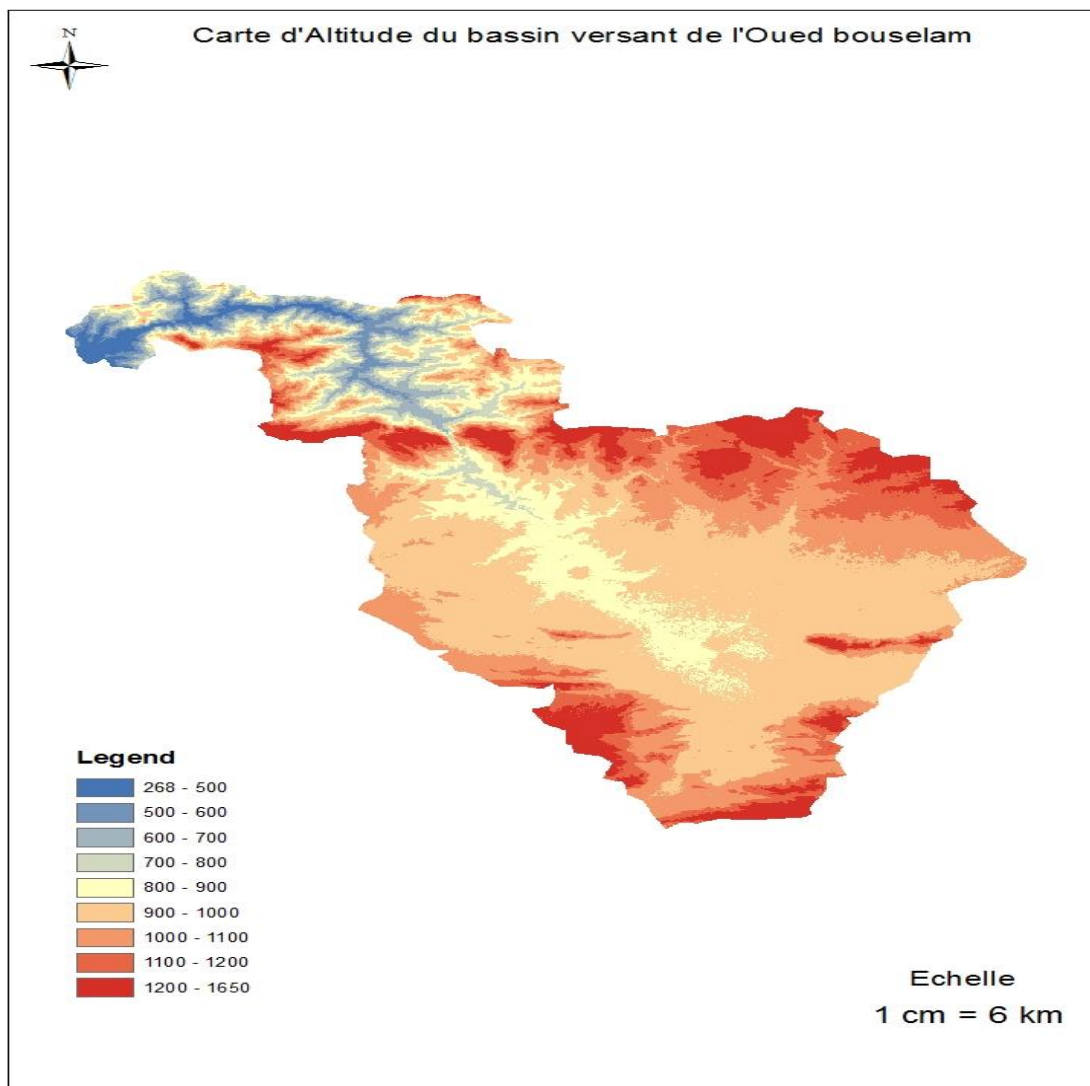 N
Carte d'Altitude du bassin versant de l'Oued bouselam
Legend
268 - 500
500 - 600
600 - 700
700 - 800
800 - 900
900 - 1000
1000 - 1100
1100 - 1200
1200 - 1650
Echelle
1 cm = 6 km